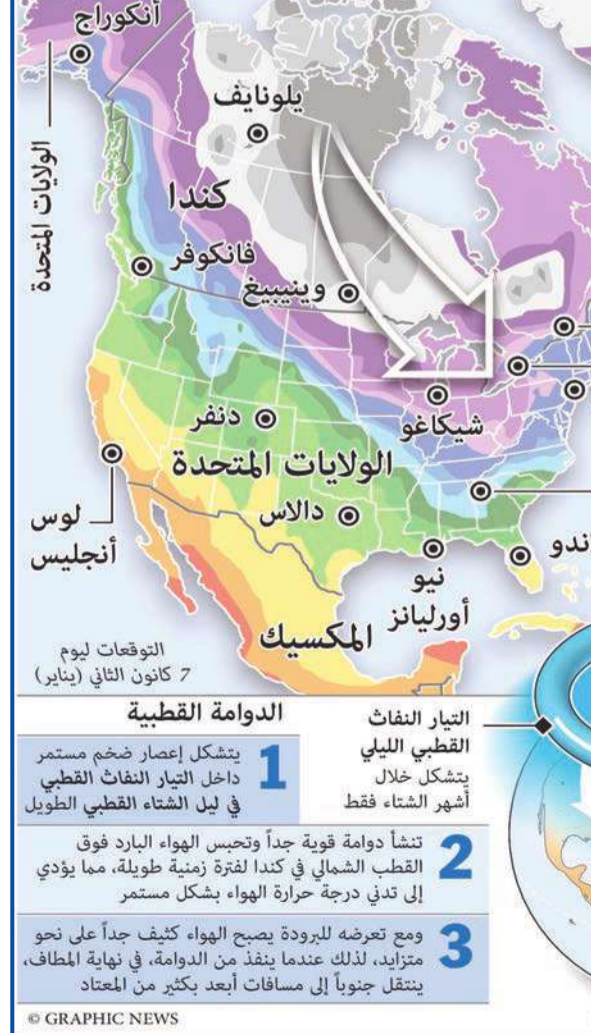 أنكوراج
الولايات المتحدة
يلونايف
كندا
فانكوفر
وينيبيغ
شيكاغو
دنفر
الولايات المتحدة
دالاس
لوس
أنجليس
نيو
أورليانز
ندو
المكسيك
التوقعات ليوم
7 كانون الثاني (يناير)
التيار النفاث
القطبي الليلي
يتشكل خلال
أشهر الشتاء فقط
الدوامة القطبية
1
يتشكل إعصار ضخم مستمر
داخل التيار النفاث القطبي
في ليل الشتاء القطبي الطويل
2
تنشأ دوامة قوية جداً وتحبس الهواء البارد فوق
القطب الشمالي في كندا لفترة زمنية طويلة، مما يؤدي
إلى تدني درجة حرارة الهواء بشكل مستمر
3
ومع تعرضه للبرودة يصبح الهواء كثيف جداً على نحو
متزايد، لذلك عندما ينفذ من الدوامة، في نهاية المطاف،
ينتقل جنوباً إلى مسافات أبعد بكثير من المعتاد
© GRAPHIC NEWS